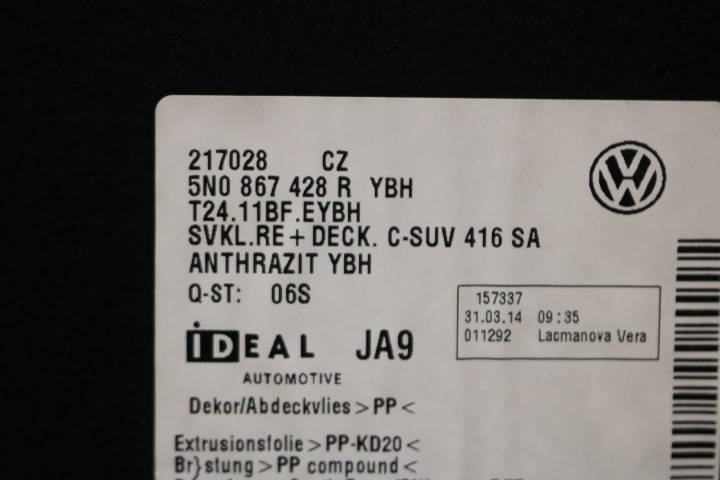 217028 CZ
5N0 867 428 R YBH
T24.11BF.EYBH
SVKL.RE+DECK. C-SUV 416 SA
ANTHRAZIT YBH
Q-ST: 06S
157337
31.03.14 09:35
011292 Lacmanova Vera
iDEAL JA9
AUTOMOTIVE
Dekor/Abdeckvlies>PP<
Extrusionsfolie>PP-KD20<
Br}stung>PP compound<